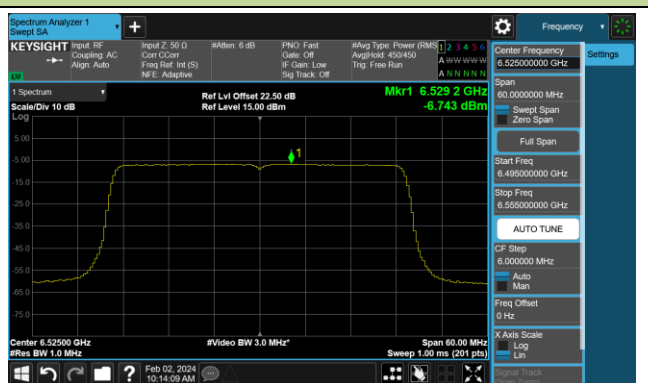 Spectrum Analyzer 1
Swept SA
Frequency
KEYSIGHT
Input: RF
Coupling: AC
Align: Auto
Input Z: 50 Ω
Corr CCorr
Freq Ref: Int (S)
NFE: Adaptive
#Atten: 6 dB
PNO: Fast
Gate: Off
IF Gain: Low
Sig Track: Off
#Avg Type: Power (RMS)
Avg|Hold: 450/450
Trig: Free Run
1 2 3 4 5 6
A W W W W W
A N N N N N
1 Spectrum
Scale/Div 10 dB
Log
Ref Lvl Offset 22.50 dB
Ref Level 15.00 dBm
Mkr1 6.529 2 GHz
-6.743 dBm
5.00
-5.00
-15.0
-25.0
-35.0
-45.0
-55.0
-65.0
-75.0
1
Center 6.52500 GHz
#Res BW 1.0 MHz
#Video BW 3.0 MHz*
Span 60.00 MHz
Sweep 1.00 ms (201 pts)
Center Frequency
6.525000000 GHz
Settings
Span
60.0000000 MHz
Swept Span
Zero Span
Full Span
Start Freq
6.495000000 GHz
Stop Freq
6.555000000 GHz
AUTO TUNE
CF Step
6.000000 MHz
Auto
Man
Freq Offset
0 Hz
X Axis Scale
Log
Lin
Signal Track
Feb 02, 2024
10:14:09 AM